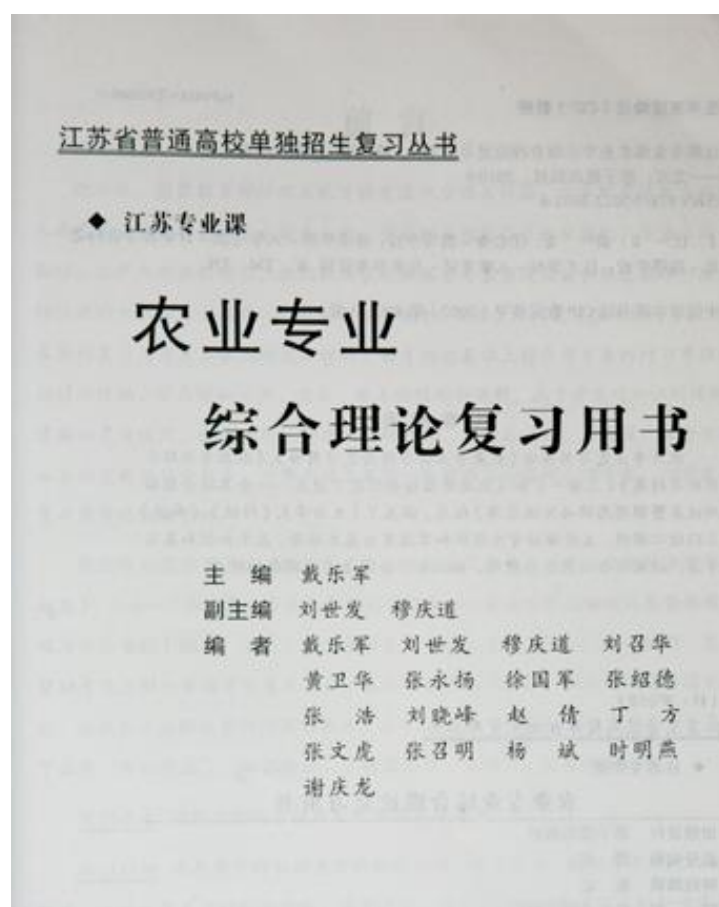 江苏省普通高校单独招生复习丛书
◆ 江苏专业课
农业专业
综合理论复习用书
主 编 戴乐军
副主编 刘世发 穆庆道
编 者 戴乐军 刘世发 穆庆道 刘召华
黄卫华 张永扬 徐国军 张绍德
张 浩 刘晓峰 赵 倩 丁 方
张文虎 张召明 杨 斌 时明燕
谢庆龙